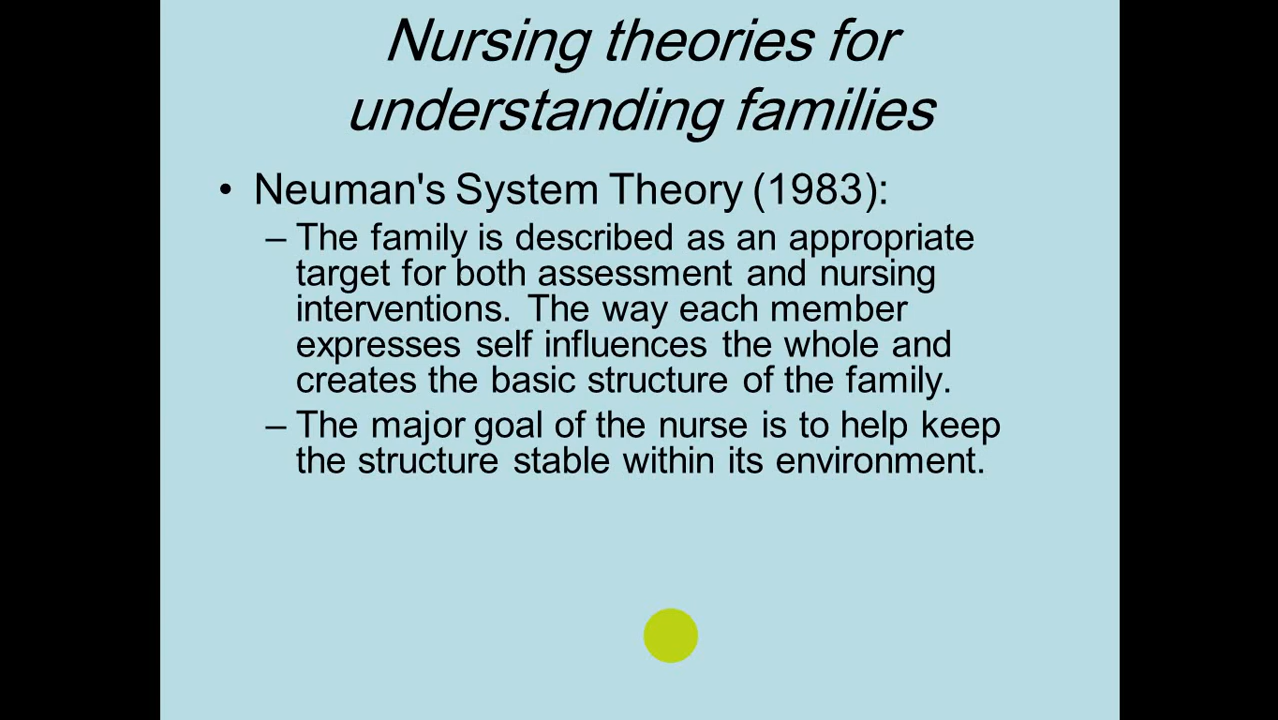 Nursing theories for
understanding families
• Neuman's System Theory (1983):
– The family is described as an appropriate
target for both assessment and nursing
interventions. The way each member
expresses self influences the whole and
creates the basic structure of the family.
– The major goal of the nurse is to help keep
the structure stable within its environment.